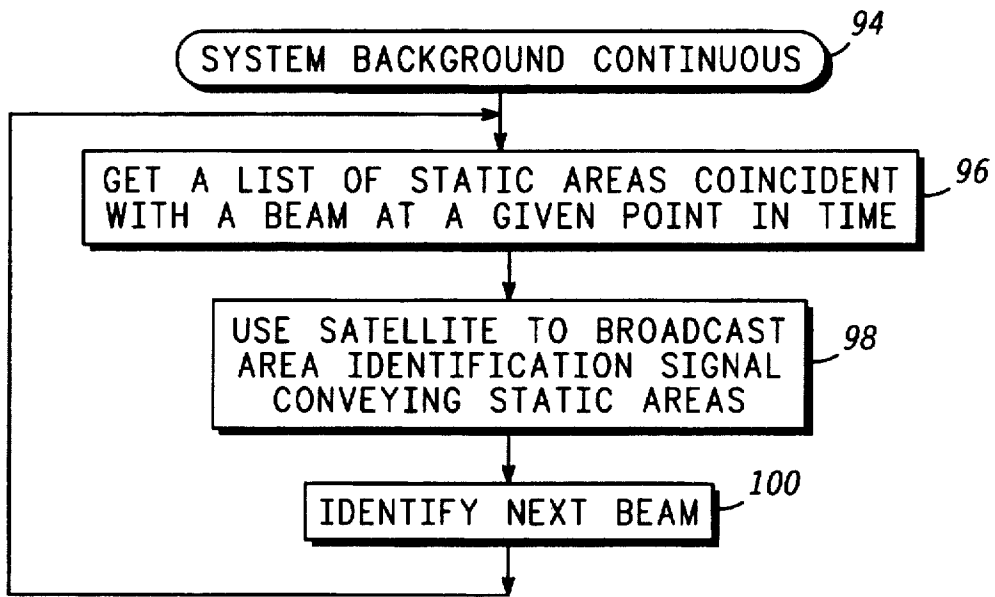 SYSTEM BACKGROUND CONTINUOUS
94
GET A LIST OF STATIC AREAS COINCIDENT
WITH A BEAM AT A GIVEN POINT IN TIME
96
USE SATELLITE TO BROADCAST
AREA IDENTIFICATION SIGNAL
CONVEYING STATIC AREAS
98
IDENTIFY NEXT BEAM
100